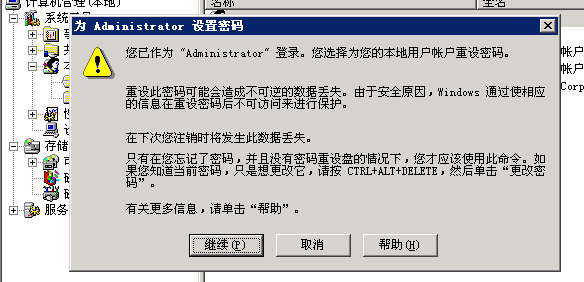 计算机管理(本地)
名称
全名
系统工具
为 Administrator 设置密码
您已作为 "Administrator" 登录。您选择为您的本地用户帐户重设密码。
重设此密码可能会造成不可逆的数据丢失。由于安全原因，Windows 通过使相应
的信息在重设密码后不可访问来进行保护。
在下次您注销时将发生此数据丢失。
只有在您忘记了密码，并且没有密码重设盘的情况下，您才应该使用此命令。如
果您知道当前密码，只是想更改它，请按 CTRL+ALT+DELETE，然后单击“更改密
码”。
有关更多信息，请单击“帮助”。
继续(P)
取消
帮助(H)
存储
服务
帐户
Corp
帐户